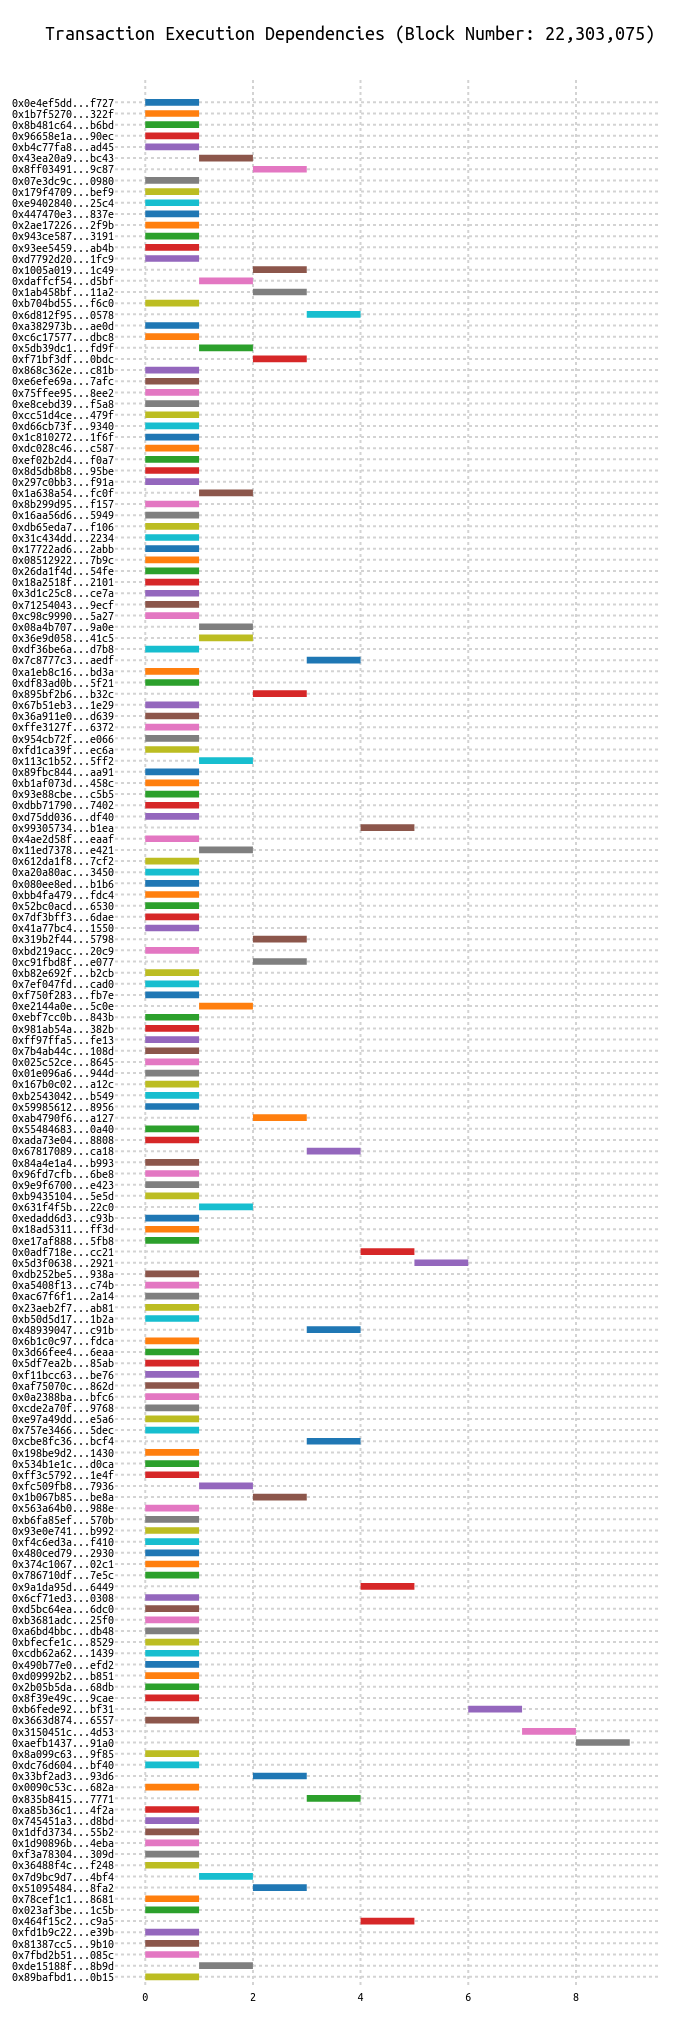 Transaction Execution Dependencies (Block Number: 22,303,075)
0x0e4ef5dd...f727
0x1b7f5270...322f
0x8b481c64...b6bd
0x96658e1a...90ec
0xb4c77fa8...ad45
0x43ea20a9...bc43
0x8ff03491...9c87
0x07e3dc9c...0980
0x179f4709...bef9
0xe9402840...25c4
0x447470e3...837e
0x2ae17226...2f9b
0x943ce587...3191
0x93ee5459...ab4b
0xd7792d20...1fc9
0x1005a019...1c49
0xdaffcf54...d5bf
0x1ab458bf...11a2
0xb704bd55...f6c0
0x6d812f95...0578
0xa382973b...ae0d
0xc6c17577...dbc8
0x5db39dc1...fd9f
0xf71bf3df...0bdc
0x868c362e...c81b
0xe6efe69a...7afc
0x75ffee95...8ee2
0xe8cebd39...f5a8
0xcc51d4ce...479f
0xd66cb73f...9340
0x1c810272...1f6f
0xdc028c46...c587
0xef02b2d4...f0a7
0x8d5db8b8...95be
0x297c0bb3...f91a
0x1a638a54...fc0f
0x8b299d95...f157
0x16aa56d6...5949
0xdb65eda7...f106
0x31c434dd...2234
0x17722ad6...2abb
0x08512922...7b9c
0x26da1f4d...54fe
0x18a2518f...2101
0x3d1c25c8...ce7a
0x71254043...9ecf
0xc98c9990...5a27
0x08a4b707...9a0e
0x36e9d058...41c5
0xdf36be6a...d7b8
0x7c8777c3...aedf
0xa1eb8c16...bd3a
0xdf83ad0b...5f21
0x895bf2b6...b32c
0x67b51eb3...1e29
0x36a911e0...d639
0xffe3127f...6372
0x954cb72f...e066
0xfd1ca39f...ec6a
0x113c1b52...5ff2
0x89fbc844...aa91
0xb1af073d...458c
0x93e88cbe...c5b5
0xdbb71790...7402
0xd75dd036...df40
0x99305734...b1ea
0x4ae2d58f...eaaf
0x11ed7378...e421
0x612da1f8...7cf2
0xa20a80ac...3450
0x080ee8ed...b1b6
0xbb4fa479...fdc4
0x52bc0acd...6530
0x7df3bff3...6dae
0x41a77bc4...1550
0x319b2f44...5798
0xbd219acc...20c9
0xc91fbd8f...e077
0xb82e692f...b2cb
0x7ef047fd...cad0
0xf750f283...fb7e
0xe2144a0e...5c0e
0xebf7cc0b...843b
0x981ab54a...382b
0xff97ffa5...fe13
0x7b4ab44c...108d
0x025c52ce...8645
0x01e096a6...944d
0x167b0c02...a12c
0xb2543042...b549
0x59985612...8956
0xab4790f6...a127
0x55484683...0a40
0xada73e04...8808
0x67817089...ca18
0x84a4e1a4...b993
0x96fd7cfb...6be8
0x9e9f6700...e423
0xb9435104...5e5d
0x631f4f5b...22c0
0xedadd6d3...c93b
0x18ad5311...ff3d
0xe17af888...5fb8
0x0adf718e...cc21
0x5d3f0638...2921
0xdb252be5...938a
0xa5408f13...c74b
0xac67f6f1...2a14
0x23aeb2f7...ab81
0xb50d5d17...1b2a
0x48939047...c91b
0x6b1c0c97...fdca
0x3d66fee4...6eaa
0x5df7ea2b...85ab
0xf11bcc63...be76
0xaf75070c...862d
0x0a2388ba...bfc6
0xcde2a70f...9768
0xe97a49dd...e5a6
0x757e3466...5dec
0xcbe8fc36...bcf4
0x198be9d2...1430
0x534b1e1c...d0ca
0xff3c5792...1e4f
0xfc509fb8...7936
0x1b067b85...be8a
0x563a64b0...988e
0xb6fa85ef...570b
0x93e0e741...b992
0xf4c6ed3a...f410
0x480ced79...2930
0x374c1067...02c1
0x786710df...7e5c
0x9a1da95d...6449
0x6cf71ed3...0308
0xd5bc64ea...6dc0
0xb3681adc...25f0
0xa6bd4bbc...db48
0xbfecfe1c...8529
0xcdb62a62...1439
0x490b77e0...efd2
0xd09992b2...b851
0x2b05b5da...68db
0x8f39e49c...9cae
0xb6fede92...bf31
0x3663d874...6557
0x3150451c...4d53
0xaefb1437...91a0
0x8a099c63...9f85
0xdc76d604...bf40
0x33bf2ad3...93d6
0x0090c53c...682a
0x835b8415...7771
0xa85b36c1...4f2a
0x745451a3...d8bd
0x1dfd3734...55b2
0x1d90896b...4eba
0xf3a78304...309d
0x36488f4c...f248
0x7d9bc9d7...4bf4
0x51095484...8fa2
0x78cef1c1...8681
0x023af3be...1c5b
0x464f15c2...c9a5
0xfd1b9c22...e39b
0x81387cc5...9b10
0x7fbd2b51...085c
0xde15188f...8b9d
0x89bafbd1...0b15
0 2 4 6 8